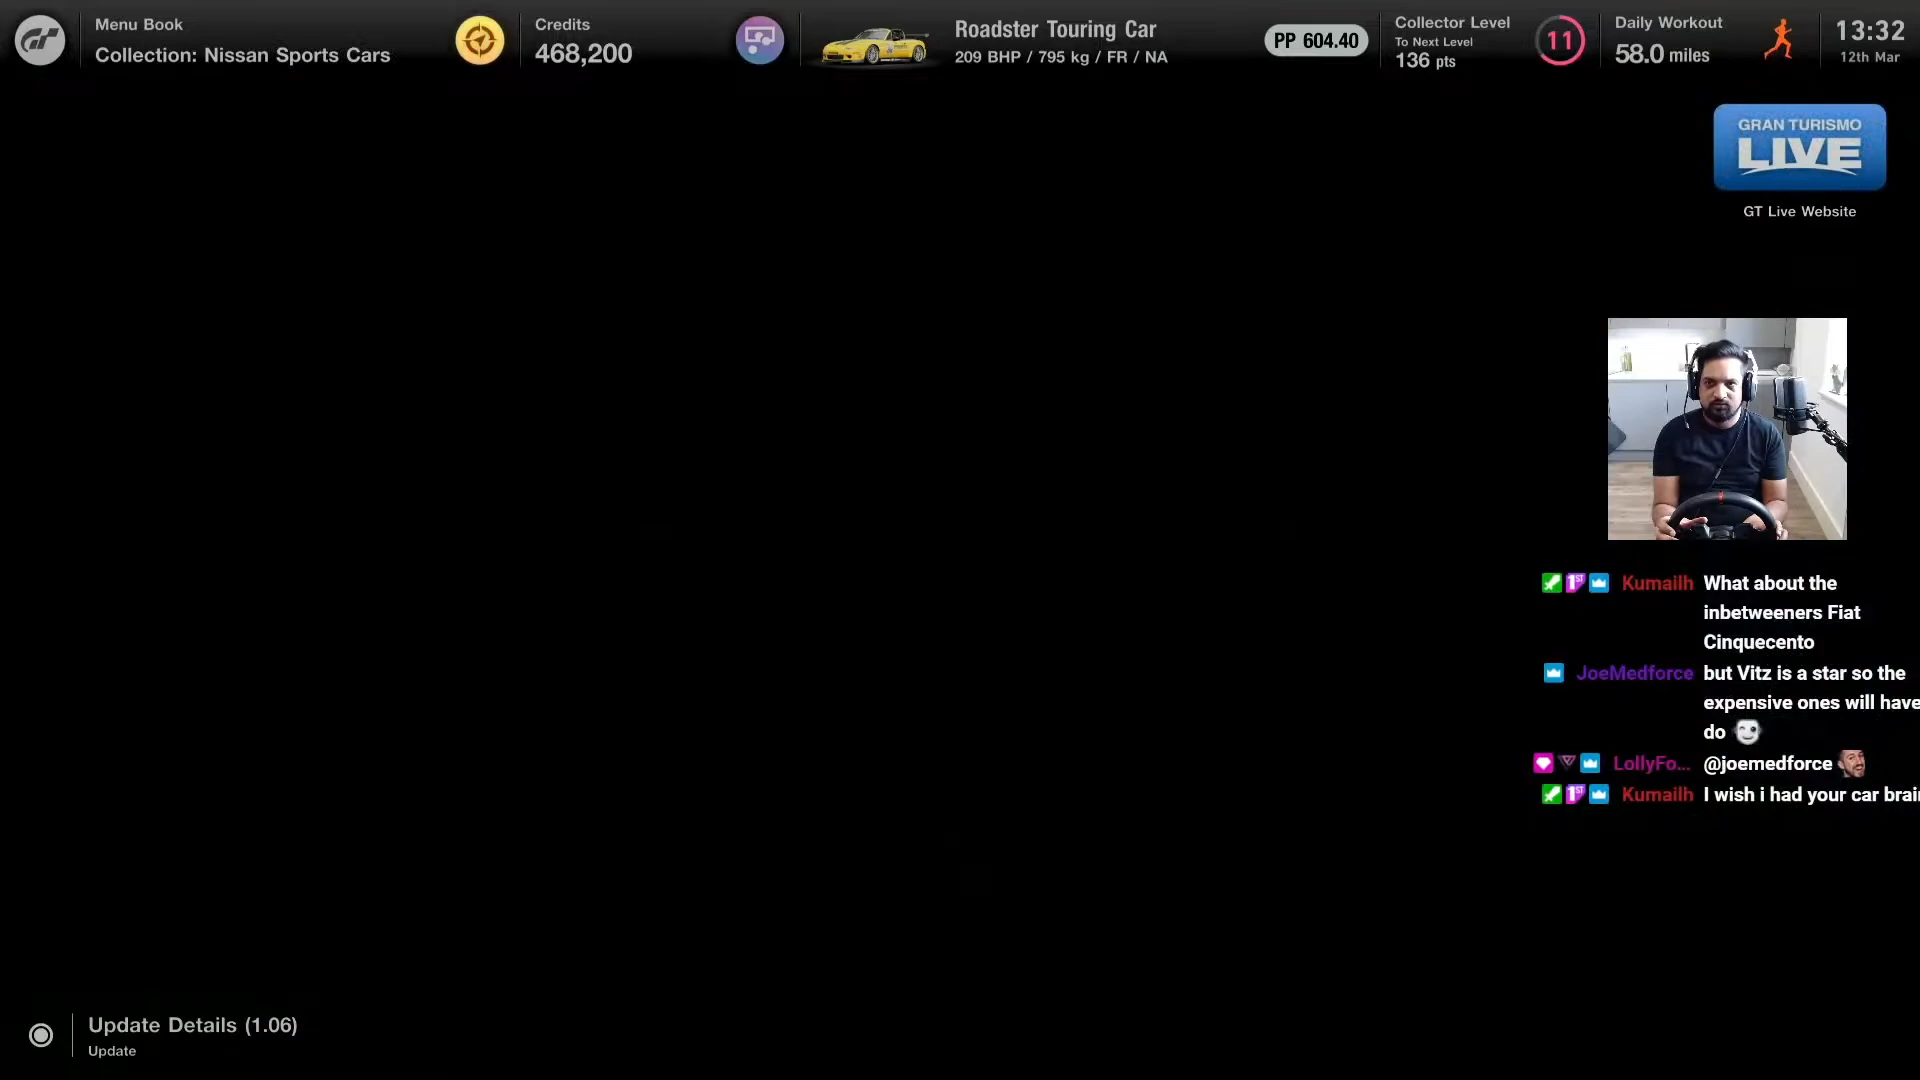 Menu Book
Collection: Nissan Sports Cars
Credits
468,200
Roadster Touring Car
209 BHP / 795 kg / FR / NA
PP 604.40
Collector Level
To Next Level
136 pts
11
Daily Workout
58.0 miles
13:32
12th Mar
GRAN TURISMO
LIVE
GT Live Website
1ST Kumailh What about the
inbetweeners Fiat
Cinquecento
JoeMedforce but Vitz is a star so the
expensive ones will have
do
LollyFo... @joemedforce
1ST Kumailh I wish i had your car brai
Update Details (1.06)
Update